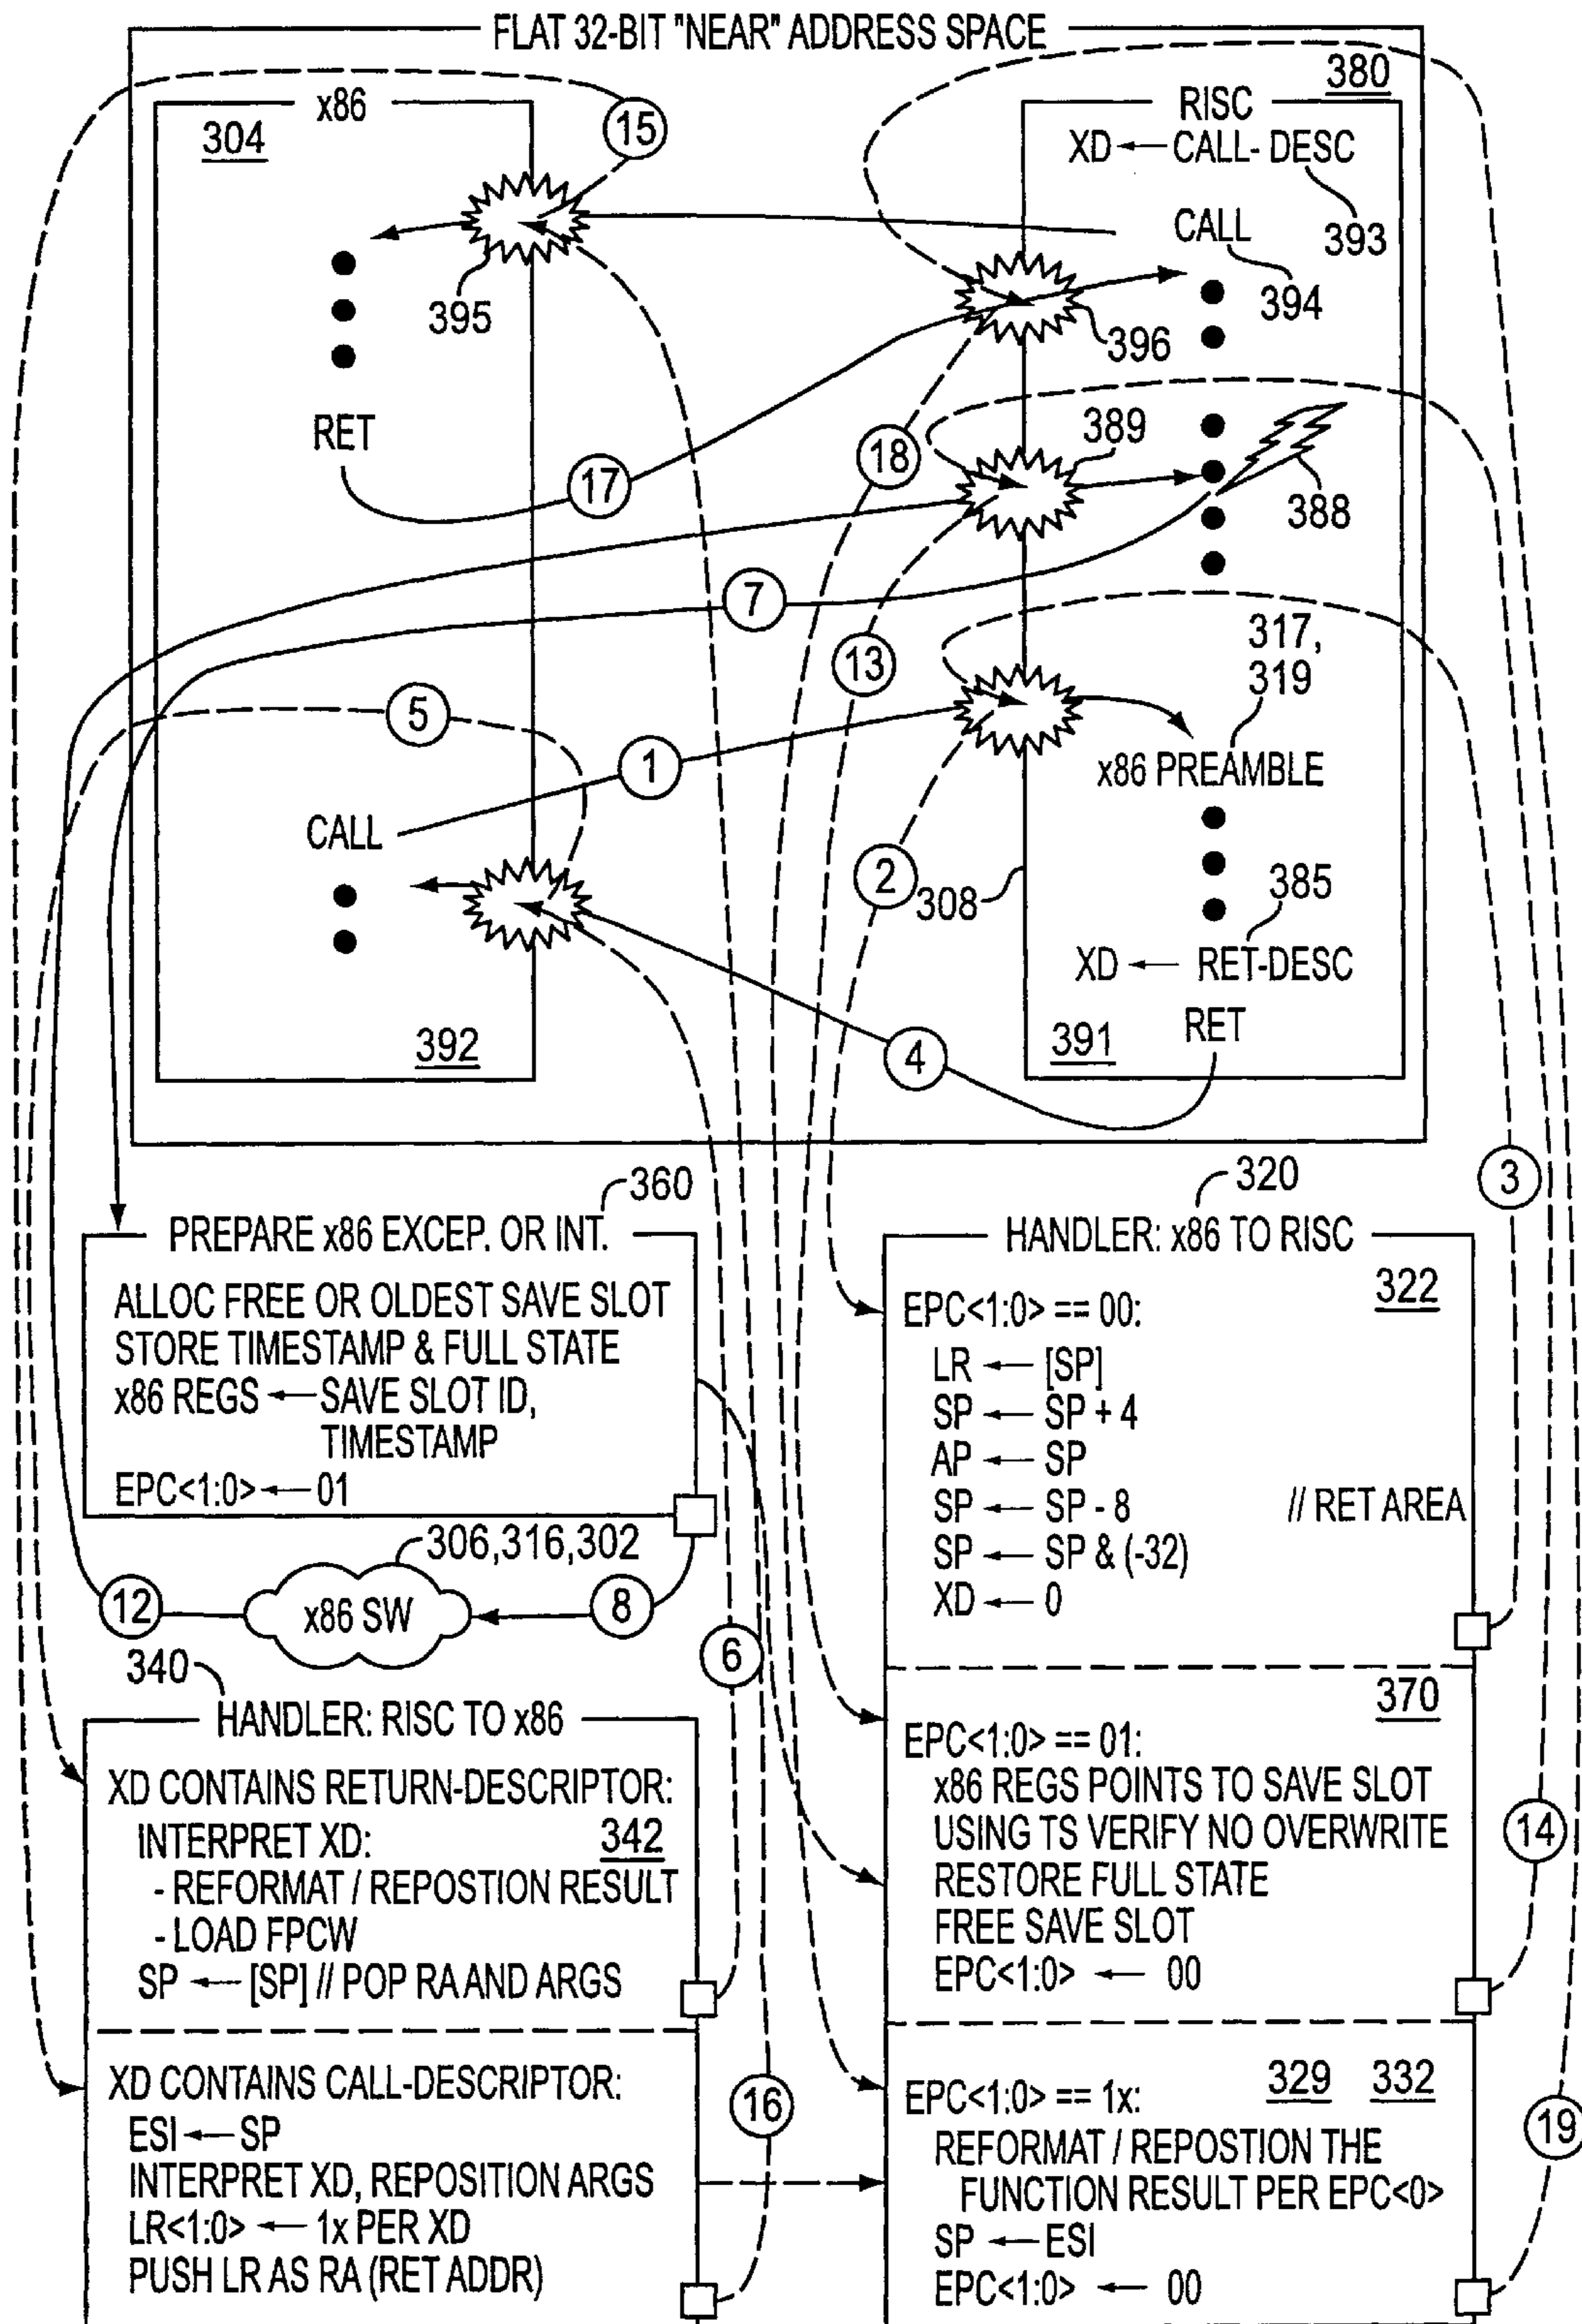 FLAT 32-BIT "NEAR" ADDRESS SPACE
380
x86
304
15
RISC
XD ← CALL- DESC
CALL
393
394
395
396
RET
17
18
389
388
7
13
317,
319
5
1
x86 PREAMBLE
CALL
2
308
385
XD ← RET-DESC
RET
392
4
391
3
360
PREPARE x86 EXCEP. OR INT.
ALLOC FREE OR OLDEST SAVE SLOT
STORE TIMESTAMP & FULL STATE
x86 REGS ← SAVE SLOT ID,
TIMESTAMP
EPC<1:0> ← 01
306,316,302
12
x86 SW
8
6
340
HANDLER: RISC TO x86
XD CONTAINS RETURN-DESCRIPTOR:
INTERPRET XD:
342
- REFORMAT / REPOSTION RESULT
- LOAD FPCW
SP ← [SP] // POP RA AND ARGS
XD CONTAINS CALL-DESCRIPTOR:
ESI ← SP
INTERPRET XD, REPOSITION ARGS
LR<1:0> ← 1x PER XD
PUSH LR AS RA (RET ADDR)
16
320
HANDLER: x86 TO RISC
322
EPC<1:0> == 00:
LR ← [SP]
SP ← SP + 4
AP ← SP
SP ← SP - 8 // RET AREA
SP ← SP & (-32)
XD ← 0
370
EPC<1:0> == 01:
x86 REGS POINTS TO SAVE SLOT
USING TS VERIFY NO OVERWRITE
RESTORE FULL STATE
FREE SAVE SLOT
EPC<1:0> ← 00
14
EPC<1:0> == 1x:
329 332
REFORMAT / REPOSTION THE
FUNCTION RESULT PER EPC<0>
SP ← ESI
EPC<1:0> ← 00
19